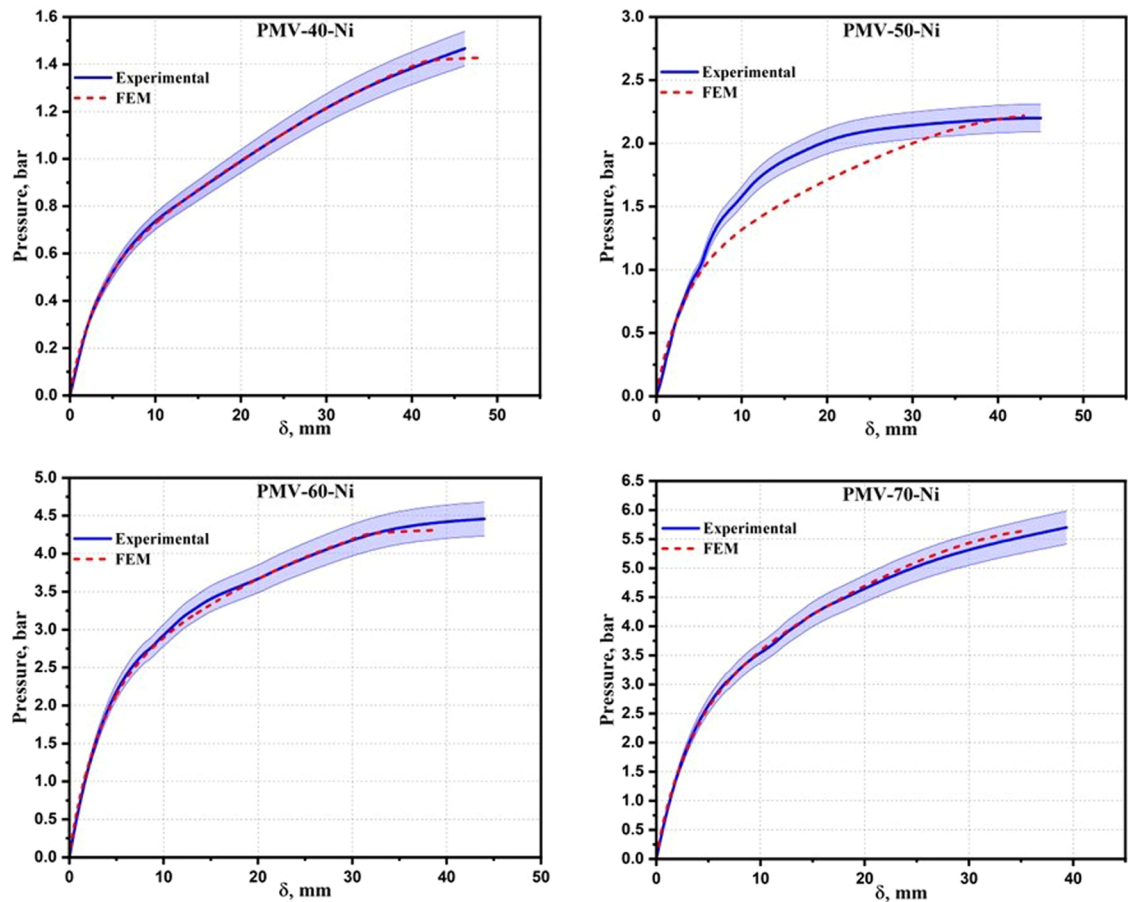 PMV-40-Ni
Experimental
FEM
Pressure, bar
1.6
1.4
1.2
1.0
0.8
0.6
0.4
0.2
0.0
0 10 20 30 40 50
δ, mm
PMV-50-Ni
Experimental
FEM
Pressure, bar
3.0
2.5
2.0
1.5
1.0
0.5
0.0
0 10 20 30 40 50
δ, mm
PMV-60-Ni
Experimental
FEM
Pressure, bar
5.0
4.5
4.0
3.5
3.0
2.5
2.0
1.5
1.0
0.5
0.0
0 10 20 30 40 50
δ, mm
PMV-70-Ni
Experimental
FEM
Pressure, bar
6.5
6.0
5.5
5.0
4.5
4.0
3.5
3.0
2.5
2.0
1.5
1.0
0.5
0.0
0 10 20 30 40
δ, mm